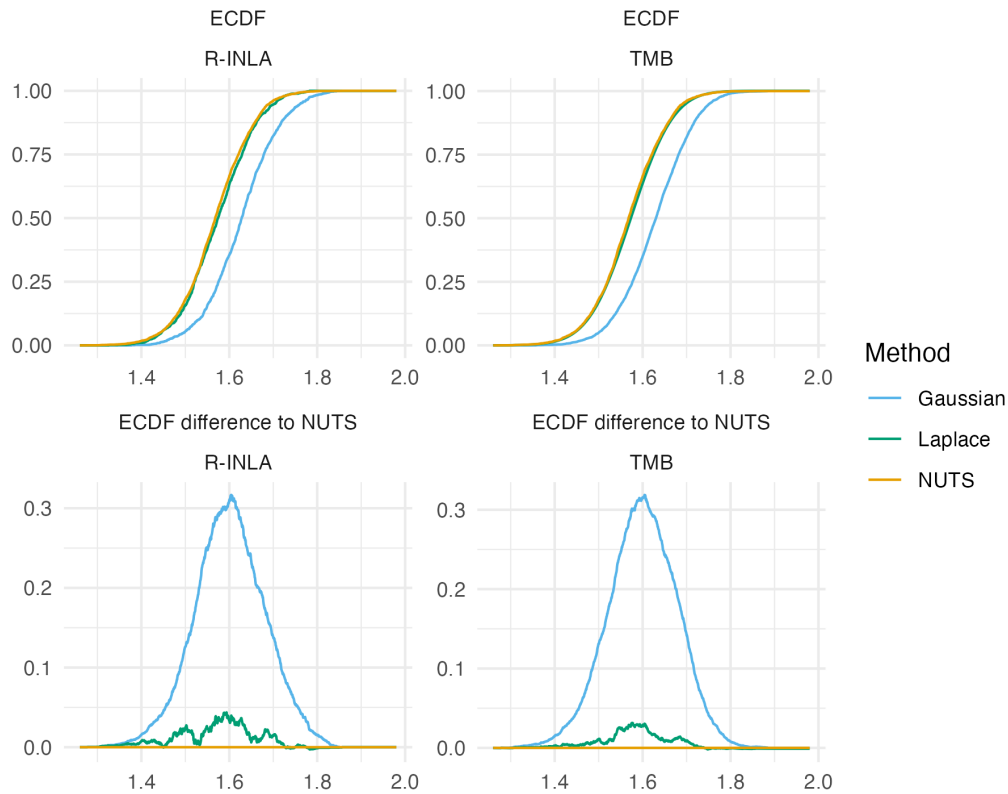 ECDF
R-INLA
1.00
0.75
0.50
0.25
0.00
1.4 1.6 1.8 2.0
ECDF
TMB
1.00
0.75
0.50
0.25
0.00
1.4 1.6 1.8 2.0
ECDF difference to NUTS
R-INLA
0.3
0.2
0.1
0.0
1.4 1.6 1.8 2.0
ECDF difference to NUTS
TMB
0.3
0.2
0.1
0.0
1.4 1.6 1.8 2.0
Method
Gaussian
Laplace
NUTS